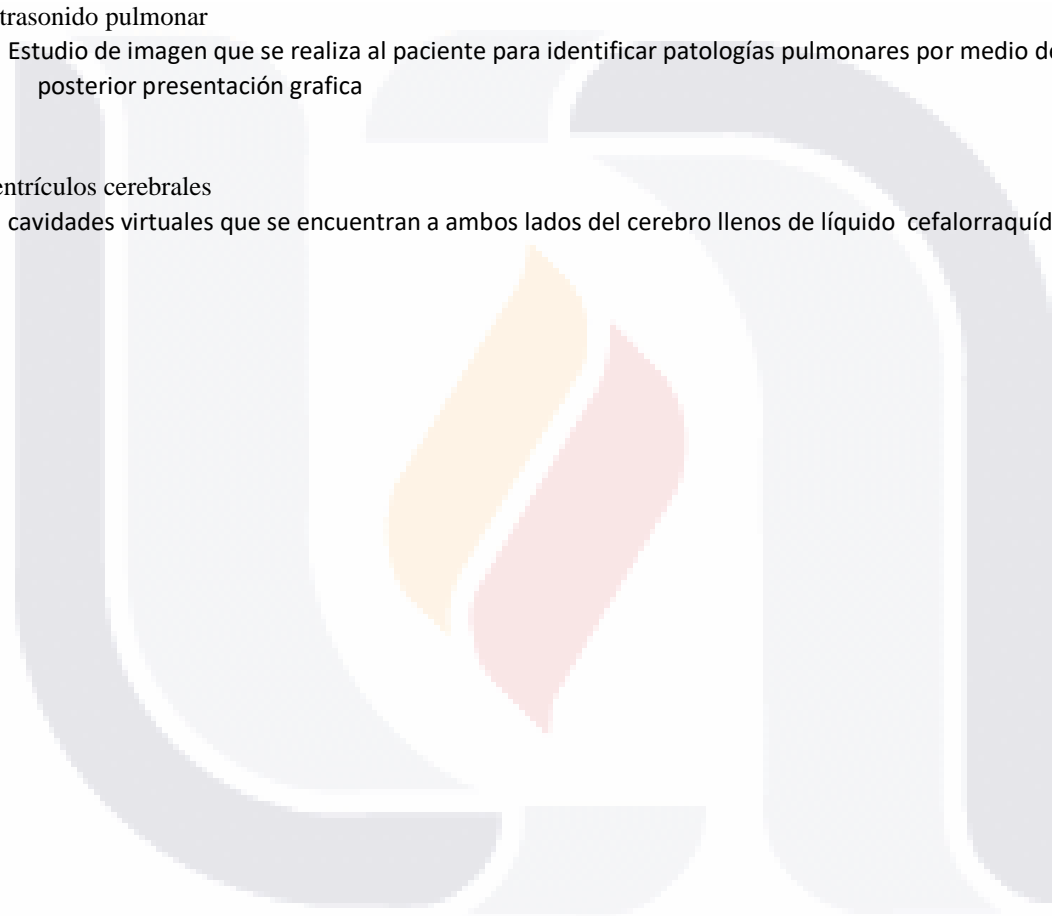 trasonido pulmonar
Estudio de imagen que se realiza al paciente para identificar patologías pulmonares por medio de
posterior presentación grafica
entrículos cerebrales
cavidades virtuales que se encuentran a ambos lados del cerebro llenos de líquido cefalorraquíd